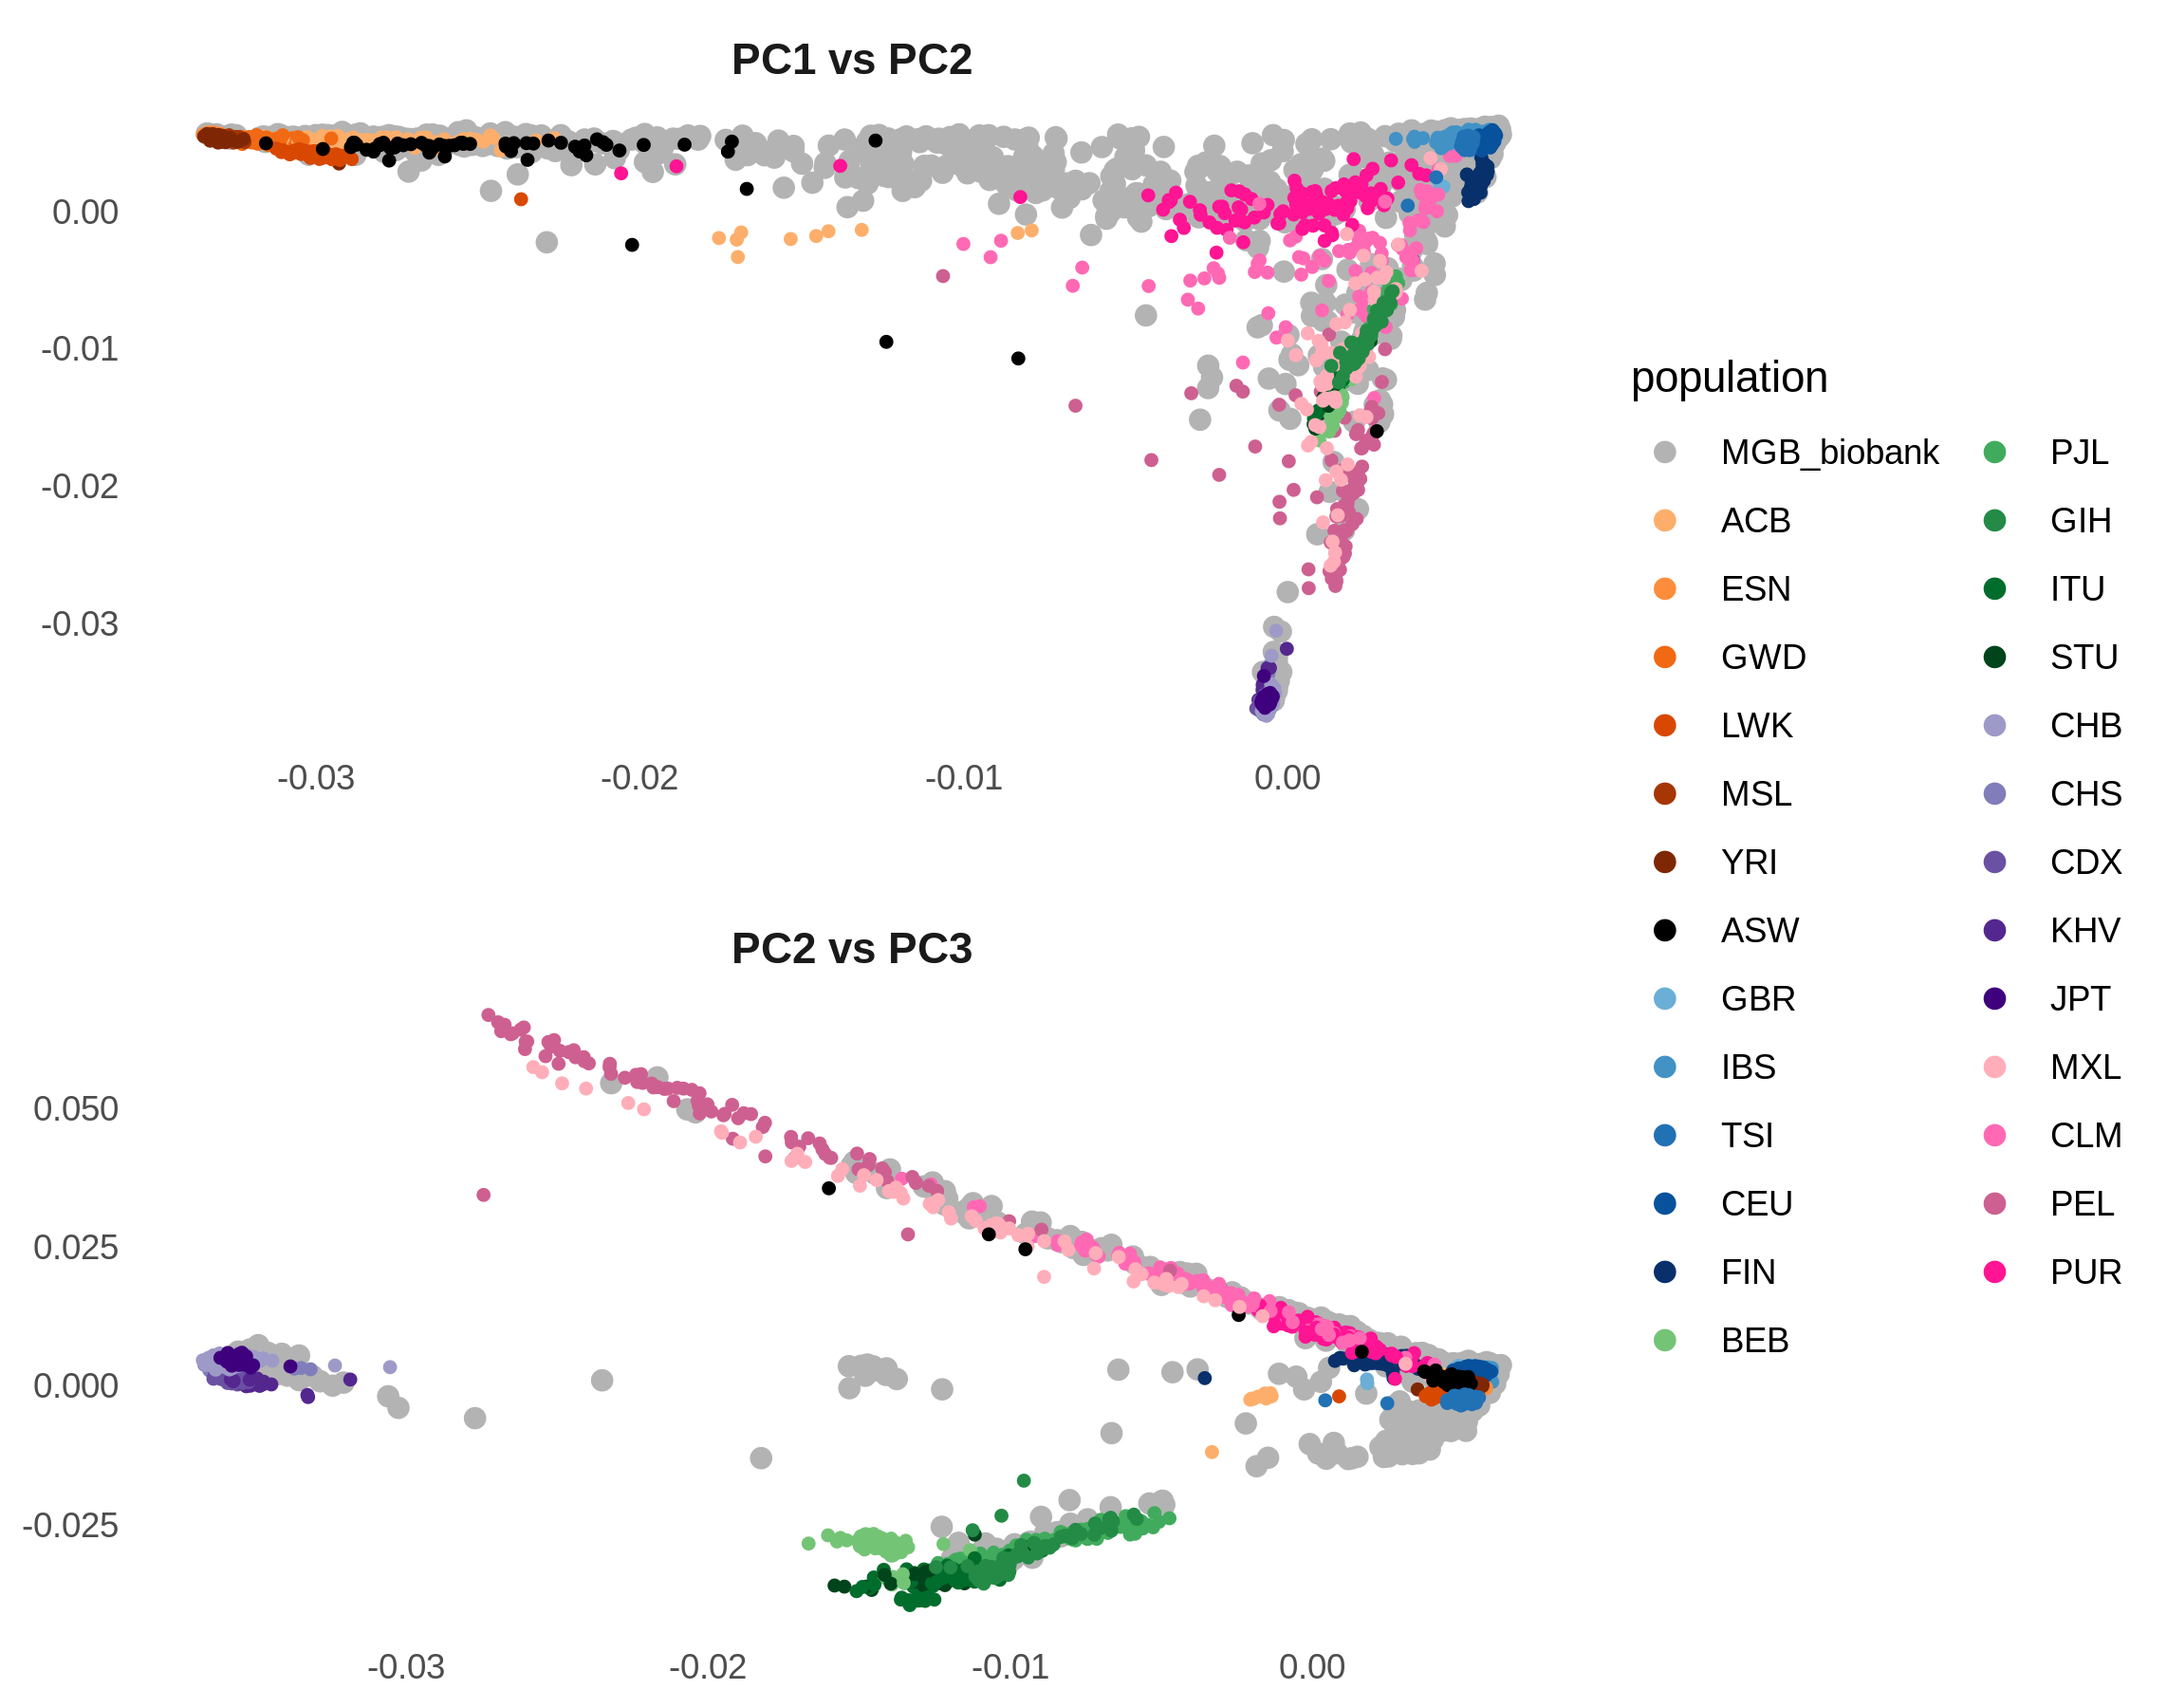 PC1 vs PC2
0.00
-0.01
-0.02
-0.03
-0.03 -0.02 -0.01 0.00
PC2 vs PC3
0.050
0.025
0.000
-0.025
-0.03 -0.02 -0.01 0.00
population
MGB_biobank PJL
ACB GIH
ESN ITU
GWD STU
LWK CHB
MSL CHS
YRI CDX
ASW KHV
GBR JPT
IBS MXL
TSI CLM
CEU PEL
FIN PUR
BEB